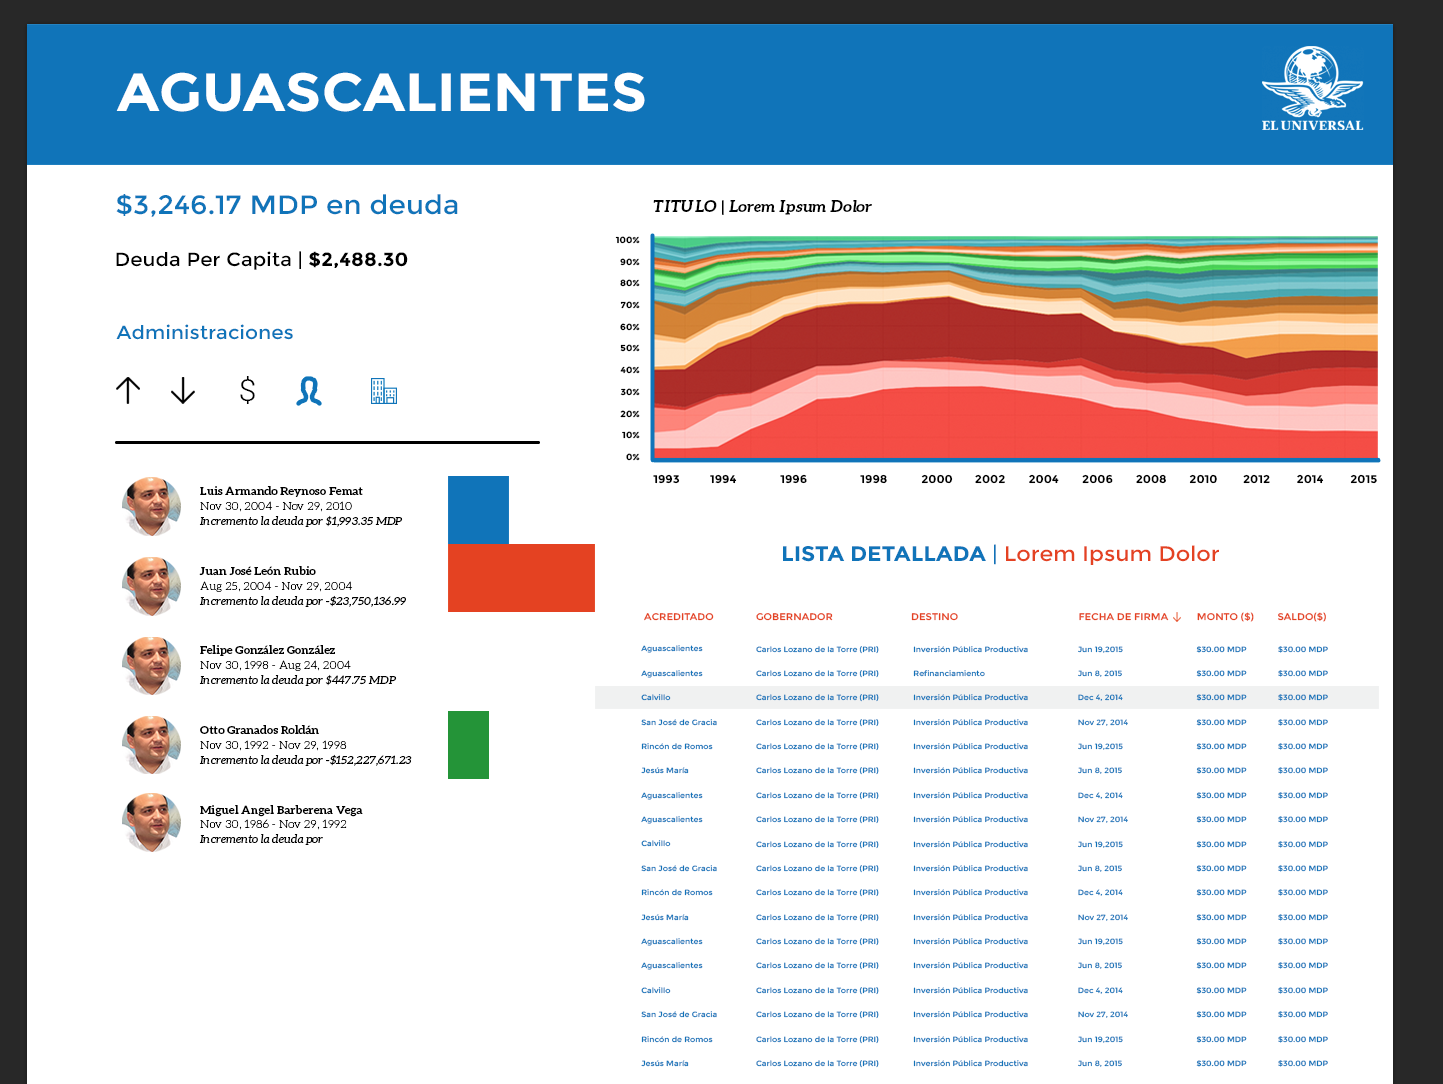 AGUASCALIENTES
EL UNIVERSAL
$3,246.17 MDP en deuda
Deuda Per Capita | $2,488.30
Administraciones
Luis Armando Reynoso Femat
Nov 30, 2004 - Nov 29, 2010
Incremento la deuda por $1,993.35 MDP
Juan José León Rubio
Aug 25, 2004 - Nov 29, 2004
Incremento la deuda por -$23,750,136.99
Felipe González González
Nov 30, 1998 - Aug 24, 2004
Incremento la deuda por $447.75 MDP
Otto Granados Roldán
Nov 30, 1992 - Nov 29, 1998
Incremento la deuda por -$152,227,671.23
Miguel Angel Barberena Vega
Nov 30, 1986 - Nov 29, 1992
Incremento la deuda por
TITULO | Lorem Ipsum Dolor
100%
90%
80%
70%
60%
50%
40%
30%
20%
10%
0%
1993 1994 1996 1998 2000 2002 2004 2006 2008 2010 2012 2014 2015
LISTA DETALLADA | Lorem Ipsum Dolor
ACREDITADO GOBERNADOR DESTINO FECHA DE FIRMA MONTO ($) SALDO($)
Aguascalientes Carlos Lozano de la Torre (PRI) Inversión Pública Productiva Jun 19,2015 $30.00 MDP $30.00 MDP
Aguascalientes Carlos Lozano de la Torre (PRI) Refinanciamiento Jun 8, 2015 $30.00 MDP $30.00 MDP
Calvillo Carlos Lozano de la Torre (PRI) Inversión Pública Productiva Dec 4, 2014 $30.00 MDP $30.00 MDP
San José de Gracia Carlos Lozano de la Torre (PRI) Inversión Pública Productiva Nov 27, 2014 $30.00 MDP $30.00 MDP
Rincón de Romos Carlos Lozano de la Torre (PRI) Inversión Pública Productiva Jun 19,2015 $30.00 MDP $30.00 MDP
Jesús María Carlos Lozano de la Torre (PRI) Inversión Pública Productiva Jun 8, 2015 $30.00 MDP $30.00 MDP
Aguascalientes Carlos Lozano de la Torre (PRI) Inversión Pública Productiva Dec 4, 2014 $30.00 MDP $30.00 MDP
Aguascalientes Carlos Lozano de la Torre (PRI) Inversión Pública Productiva Nov 27, 2014 $30.00 MDP $30.00 MDP
Calvillo Carlos Lozano de la Torre (PRI) Inversión Pública Productiva Jun 19,2015 $30.00 MDP $30.00 MDP
San José de Gracia Carlos Lozano de la Torre (PRI) Inversión Pública Productiva Jun 8, 2015 $30.00 MDP $30.00 MDP
Rincón de Romos Carlos Lozano de la Torre (PRI) Inversión Pública Productiva Dec 4, 2014 $30.00 MDP $30.00 MDP
Jesús María Carlos Lozano de la Torre (PRI) Inversión Pública Productiva Nov 27, 2014 $30.00 MDP $30.00 MDP
Aguascalientes Carlos Lozano de la Torre (PRI) Inversión Pública Productiva Jun 19,2015 $30.00 MDP $30.00 MDP
Aguascalientes Carlos Lozano de la Torre (PRI) Inversión Pública Productiva Jun 8, 2015 $30.00 MDP $30.00 MDP
Calvillo Carlos Lozano de la Torre (PRI) Inversión Pública Productiva Dec 4, 2014 $30.00 MDP $30.00 MDP
San José de Gracia Carlos Lozano de la Torre (PRI) Inversión Pública Productiva Nov 27, 2014 $30.00 MDP $30.00 MDP
Rincón de Romos Carlos Lozano de la Torre (PRI) Inversión Pública Productiva Jun 19,2015 $30.00 MDP $30.00 MDP
Jesús María Carlos Lozano de la Torre (PRI) Inversión Pública Productiva Jun 8, 2015 $30.00 MDP $30.00 MDP